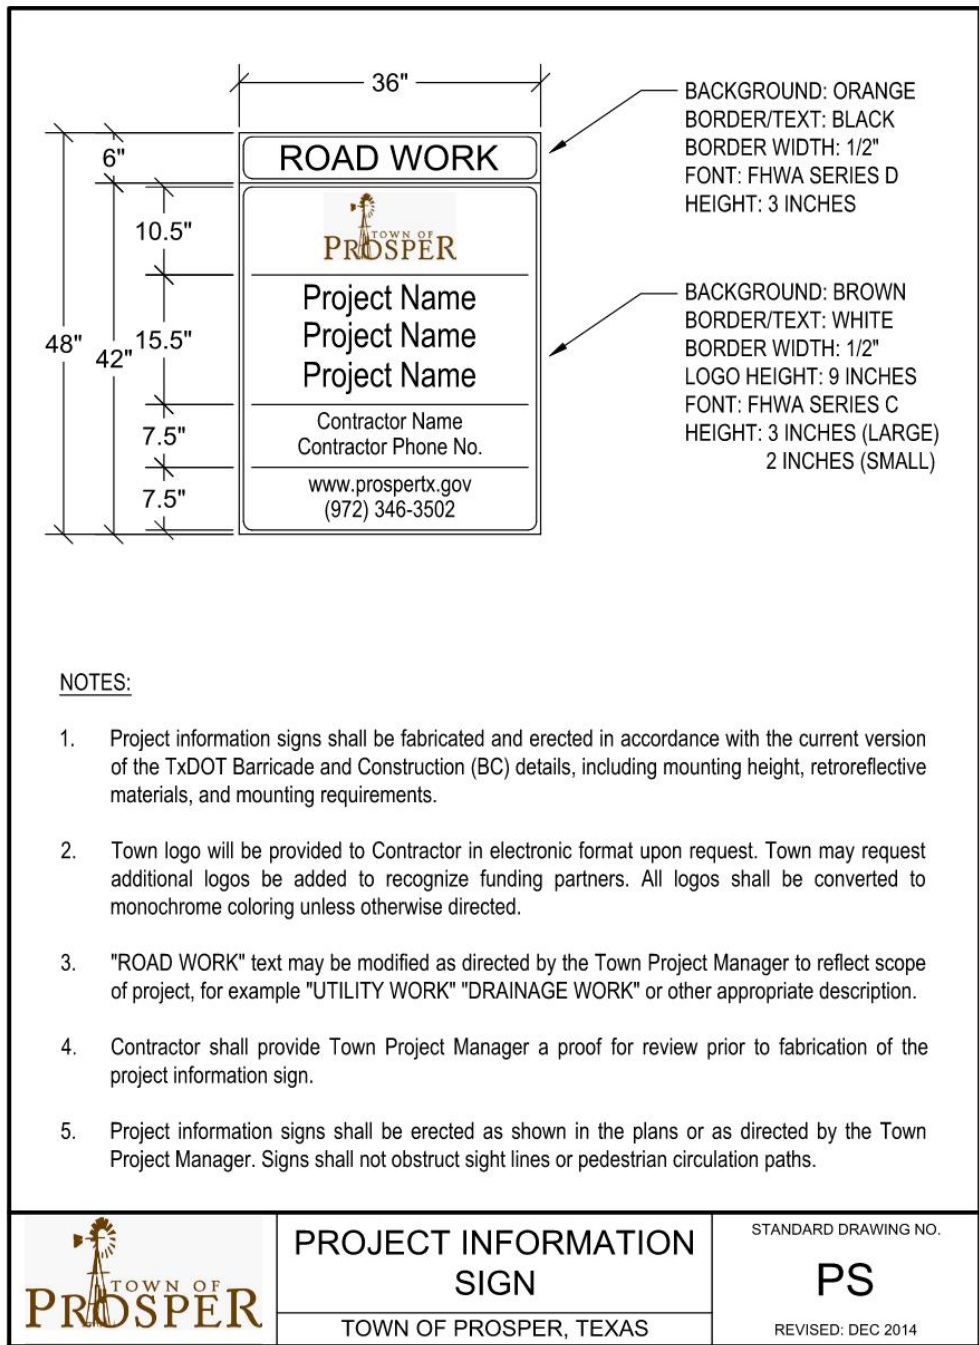 36"
6"
10.5"
48"
42"
15.5"
7.5"
7.5"
ROAD WORK
TOWN OF
PROSPER
Project Name
Project Name
Project Name
Contractor Name
Contractor Phone No.
www.prospertx.gov
(972) 346-3502
BACKGROUND: ORANGE
BORDER/TEXT: BLACK
BORDER WIDTH: 1/2"
FONT: FHWA SERIES D
HEIGHT: 3 INCHES
BACKGROUND: BROWN
BORDER/TEXT: WHITE
BORDER WIDTH: 1/2"
LOGO HEIGHT: 9 INCHES
FONT: FHWA SERIES C
HEIGHT: 3 INCHES (LARGE)
2 INCHES (SMALL)
NOTES:
1. Project information signs shall be fabricated and erected in accordance with the current version
of the TxDOT Barricade and Construction (BC) details, including mounting height, retroreflective
materials, and mounting requirements.
2. Town logo will be provided to Contractor in electronic format upon request. Town may request
additional logos be added to recognize funding partners. All logos shall be converted to
monochrome coloring unless otherwise directed.
3. "ROAD WORK" text may be modified as directed by the Town Project Manager to reflect scope
of project, for example "UTILITY WORK" "DRAINAGE WORK" or other appropriate description.
4. Contractor shall provide Town Project Manager a proof for review prior to fabrication of the
project information sign.
5. Project information signs shall be erected as shown in the plans or as directed by the Town
Project Manager. Signs shall not obstruct sight lines or pedestrian circulation paths.
TOWN OF
PROSPER
PROJECT INFORMATION
SIGN
TOWN OF PROSPER, TEXAS
STANDARD DRAWING NO.
PS
REVISED: DEC 2014